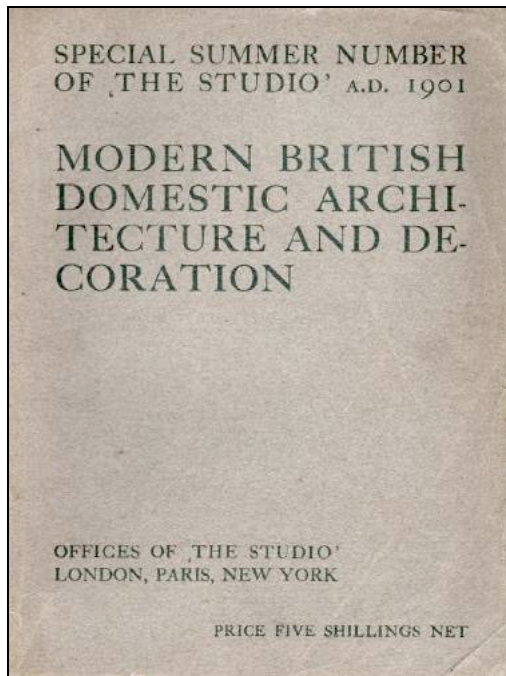 SPECIAL SUMMER NUMBER
OF ‚THE STUDIO’ A.D. 1901
MODERN BRITISH
DOMESTIC ARCHI-
TECTURE AND DE-
CORATION
OFFICES OF ‚THE STUDIO’
LONDON, PARIS, NEW YORK
PRICE FIVE SHILLINGS NET